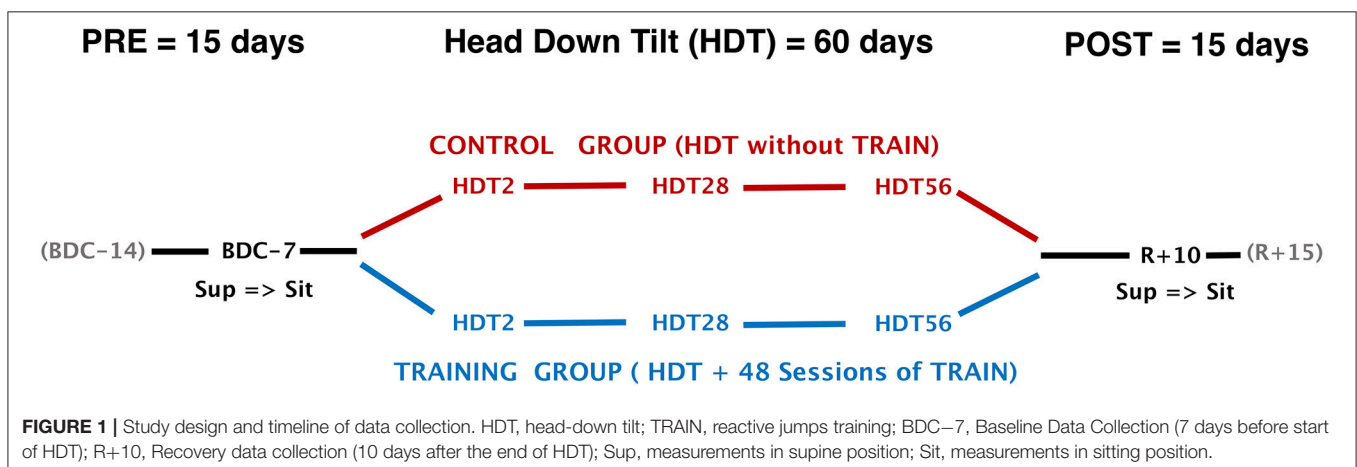 PRE = 15 days Head Down Tilt (HDT) = 60 days POST = 15 days
CONTROL GROUP (HDT without TRAIN)
HDT2 HDT28 HDT56
(BDC-14) BDC-7 R+10 (R+15)
Sup => Sit Sup => Sit
HDT2 HDT28 HDT56
TRAINING GROUP ( HDT + 48 Sessions of TRAIN)
FIGURE 1 | Study design and timeline of data collection. HDT, head-down tilt; TRAIN, reactive jumps training; BDC−7, Baseline Data Collection (7 days before start
of HDT); R+10, Recovery data collection (10 days after the end of HDT); Sup, measurements in supine position; Sit, measurements in sitting position.